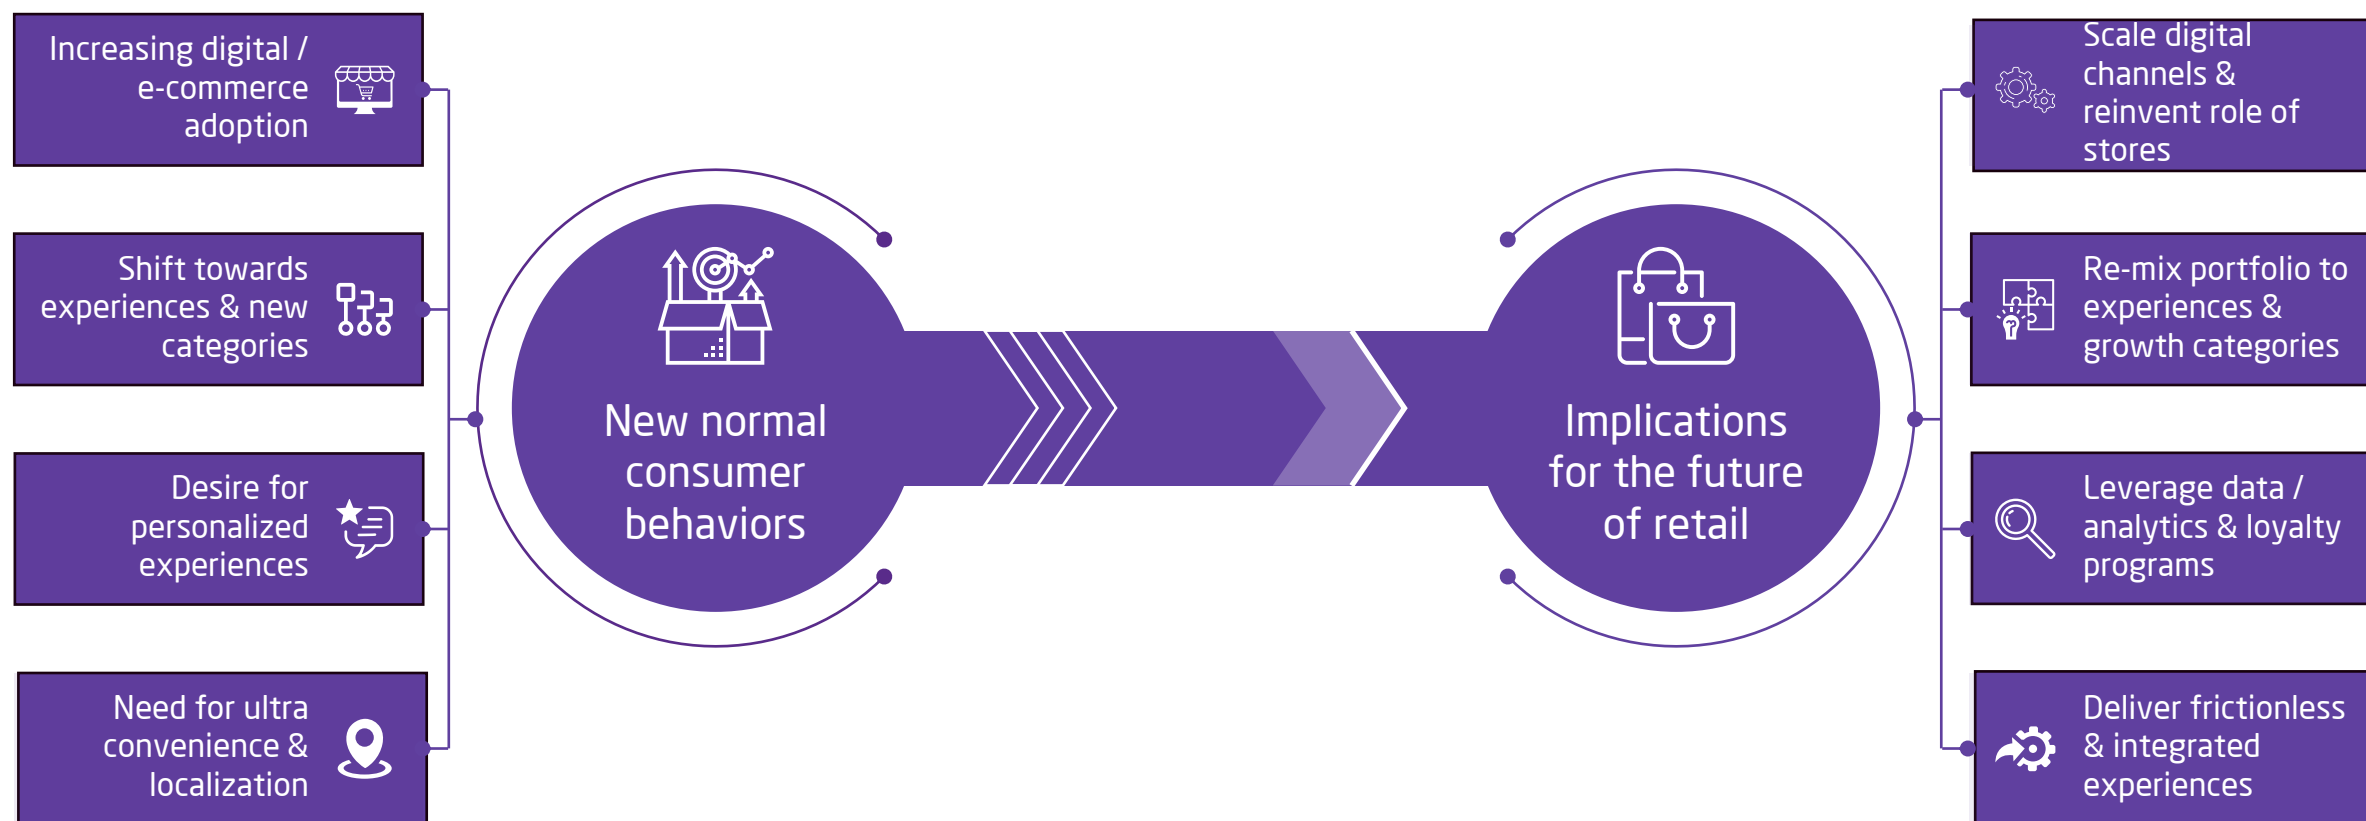 Increasing digital /
e-commerce
adoption
Shift towards
experiences & new
categories
Desire for
personalized
experiences
Need for ultra
convenience &
localization
New normal
consumer
behaviors
Implications
for the future
of retail
Scale digital
channels &
reinvent role of
stores
Re-mix portfolio to
experiences &
growth categories
Leverage data /
analytics & loyalty
programs
Deliver frictionless
& integrated
experiences